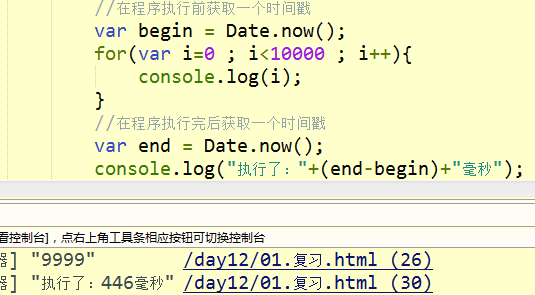 //在程序执行前获取一个时间戳
var begin = Date.now();
for(var i=0 ; i<10000 ; i++){
console.log(i);
}
//在程序执行完后获取一个时间戳
var end = Date.now();
console.log("执行了："+(end-begin)+"毫秒");
看控制台]，点右上角工具条相应按钮可切换控制台
器] "9999" /day12/01.复习.html (26)
器] "执行了：446毫秒" /day12/01.复习.html (30)